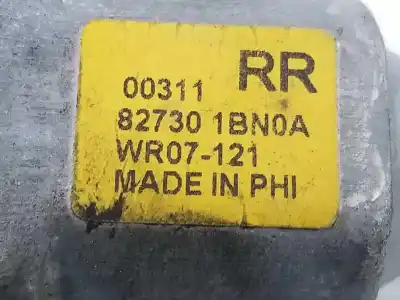 00311 RR
82730 1BN0A
WR07-121
MADE IN PHI